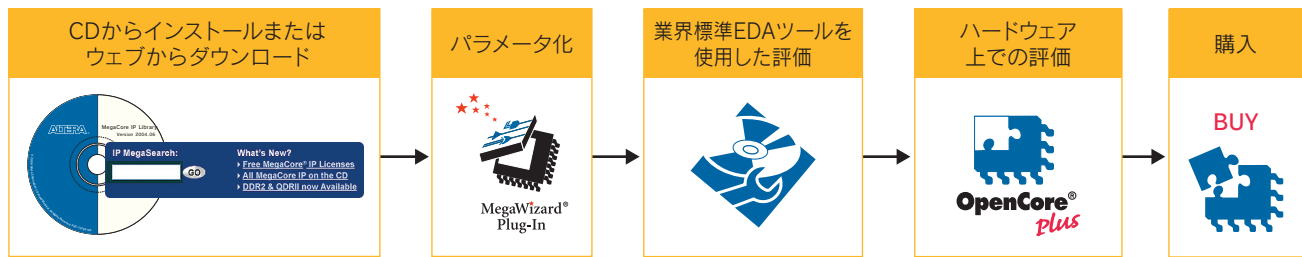 CDからインストールまたは
ウェブからダウンロード
パラメータ化
業界標準EDAツールを
使用した評価
ハードウェア
上での評価
購入
ALTERA®
MegaCore IP Library
Version 2004.06
IP MegaSearch:
GO
What's New?
Free MegaCore® IP Licenses
All MegaCore IP on the CD
DDR2 & QDRII now Available
MegaWizard®
Plug-In
OpenCore®
Plus
BUY